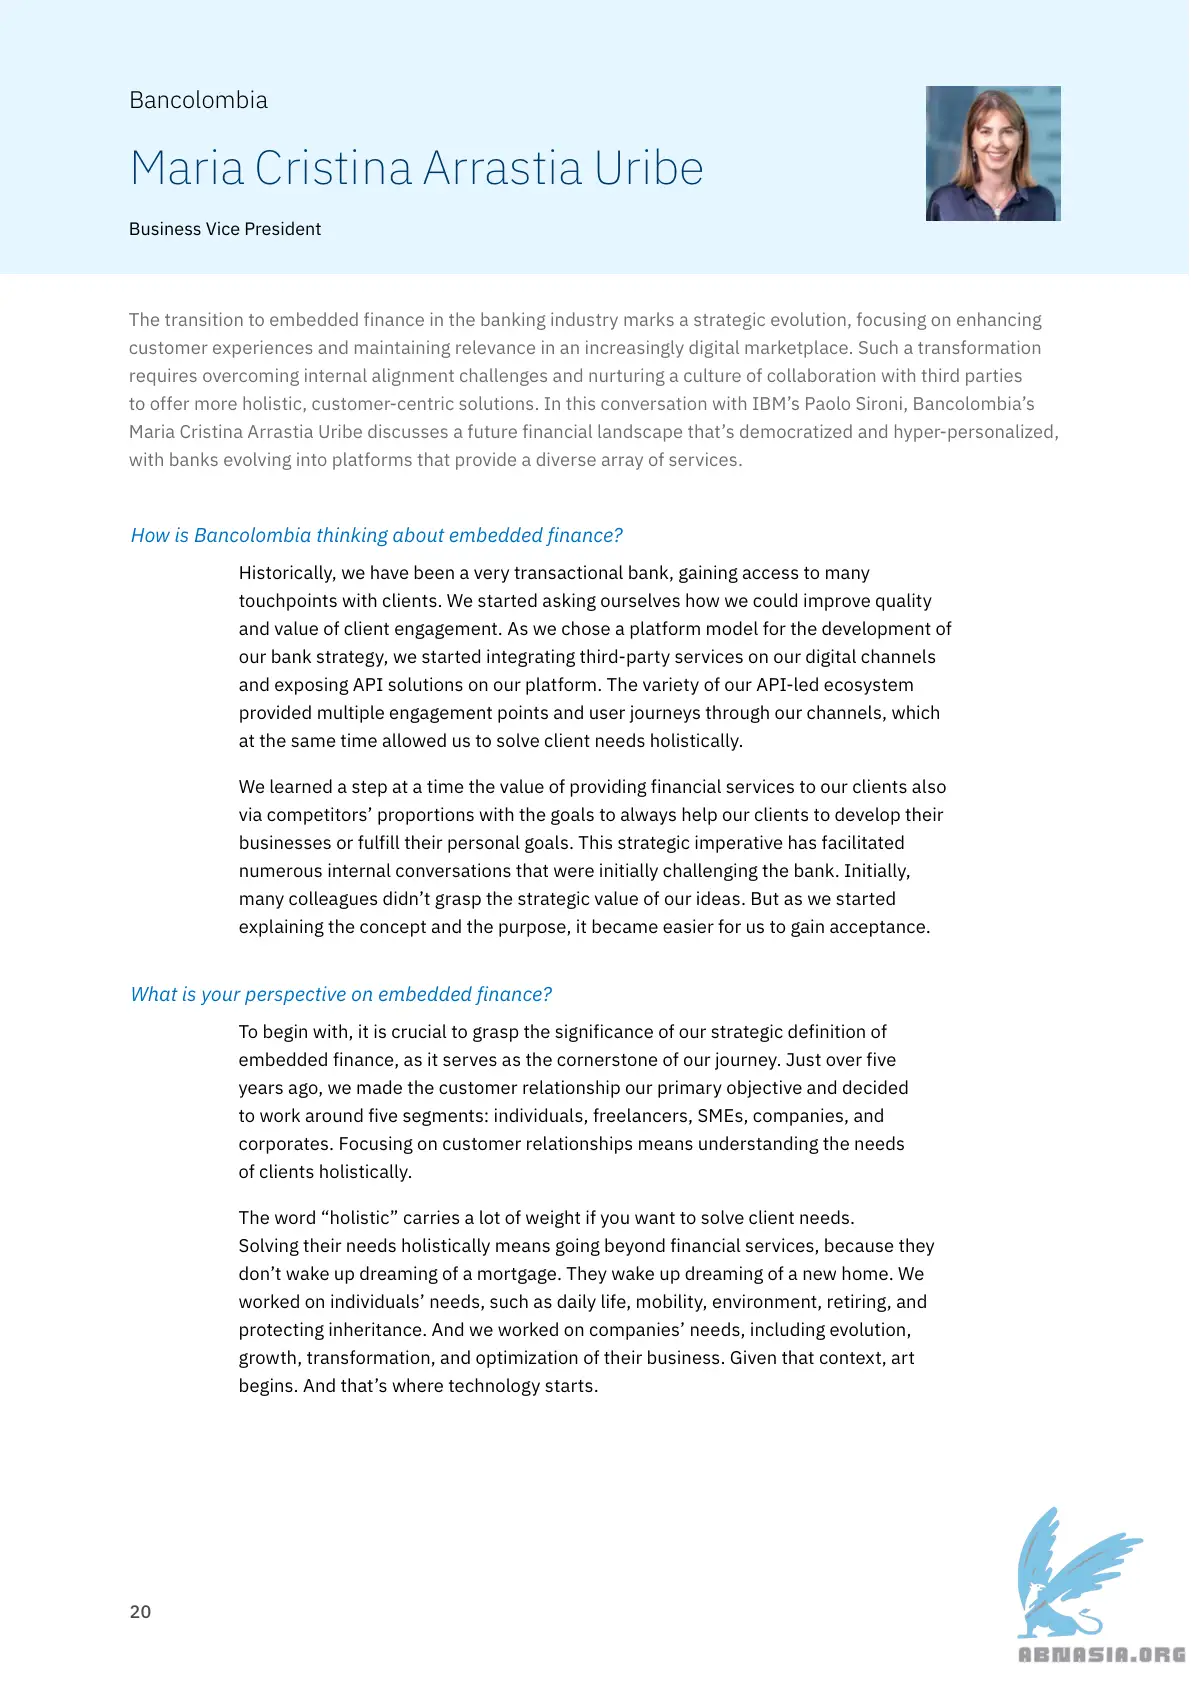 Bancolombia
Maria Cristina Arrastia Uribe
Business Vice President
The transition to embedded finance in the banking industry marks a strategic evolution, focusing on enhancing
customer experiences and maintaining relevance in an increasingly digital marketplace. Such a transformation
requires overcoming internal alignment challenges and nurturing a culture of collaboration with third parties
to offer more holistic, customer-centric solutions. In this conversation with IBM’s Paolo Sironi, Bancolombia’s
Maria Cristina Arrastia Uribe discusses a future financial landscape that’s democratized and hyper-personalized,
with banks evolving into platforms that provide a diverse array of services.
How is Bancolombia thinking about embedded finance?
Historically, we have been a very transactional bank, gaining access to many
touchpoints with clients. We started asking ourselves how we could improve quality
and value of client engagement. As we chose a platform model for the development of
our bank strategy, we started integrating third-party services on our digital channels
and exposing API solutions on our platform. The variety of our API-led ecosystem
provided multiple engagement points and user journeys through our channels, which
at the same time allowed us to solve client needs holistically.
We learned a step at a time the value of providing financial services to our clients also
via competitors’ proportions with the goals to always help our clients to develop their
businesses or fulfill their personal goals. This strategic imperative has facilitated
numerous internal conversations that were initially challenging the bank. Initially,
many colleagues didn’t grasp the strategic value of our ideas. But as we started
explaining the concept and the purpose, it became easier for us to gain acceptance.
What is your perspective on embedded finance?
To begin with, it is crucial to grasp the significance of our strategic definition of
embedded finance, as it serves as the cornerstone of our journey. Just over five
years ago, we made the customer relationship our primary objective and decided
to work around five segments: individuals, freelancers, SMEs, companies, and
corporates. Focusing on customer relationships means understanding the needs
of clients holistically.
The word “holistic” carries a lot of weight if you want to solve client needs.
Solving their needs holistically means going beyond financial services, because they
don’t wake up dreaming of a mortgage. They wake up dreaming of a new home. We
worked on individuals’ needs, such as daily life, mobility, environment, retiring, and
protecting inheritance. And we worked on companies’ needs, including evolution,
growth, transformation, and optimization of their business. Given that context, art
begins. And that’s where technology starts.
20
ABNASIA.ORG